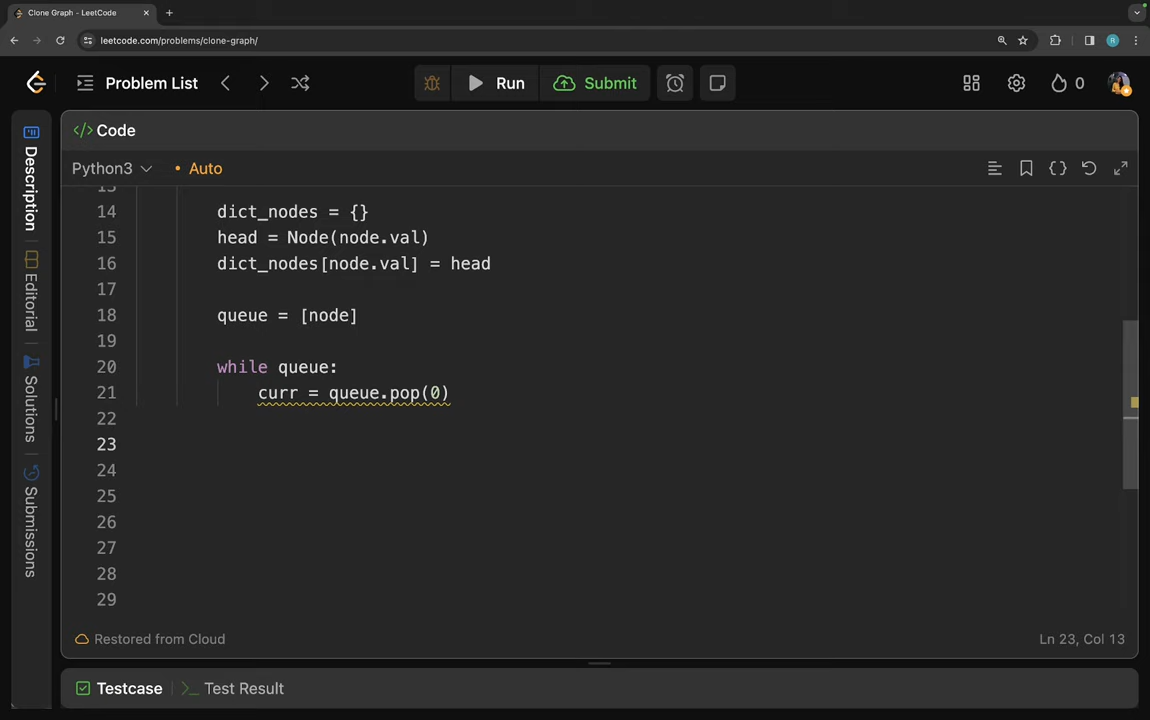 Clone Graph - LeetCode
leetcode.com/problems/clone-graph/
R
Problem List
Run
Submit
0
Description
Editorial
Solutions
Submissions
</> Code
Python3
• Auto
13
14 dict_nodes = {}
15 head = Node(node.val)
16 dict_nodes[node.val] = head
17
18 queue = [node]
19
20 while queue:
21 curr = queue.pop(0)
22
23
24
25
26
27
28
29
Restored from Cloud
Ln 23, Col 13
Testcase
Test Result